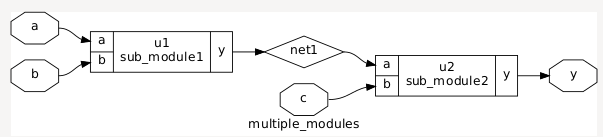 a
b
a
b
u1
sub_module1
y
net1
c
a
b
u2
sub_module2
y
y
multiple_modules